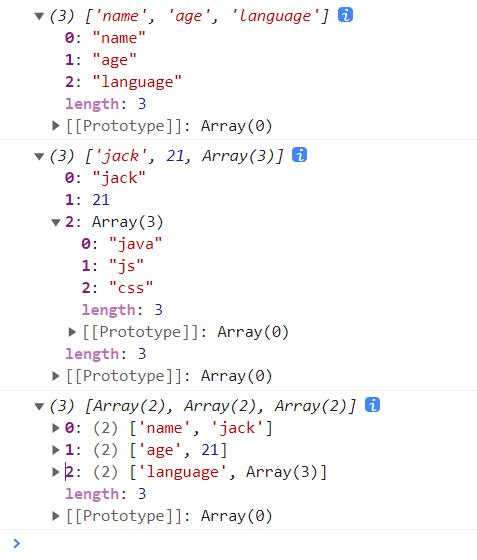 (3) ['name', 'age', 'language'] i
0: "name"
1: "age"
2: "language"
length: 3
[[Prototype]]: Array(0)
(3) ['jack', 21, Array(3)] i
0: "jack"
1: 21
2: Array(3)
0: "java"
1: "js"
2: "css"
length: 3
[[Prototype]]: Array(0)
length: 3
[[Prototype]]: Array(0)
(3) [Array(2), Array(2), Array(2)] i
0: (2) ['name', 'jack']
1: (2) ['age', 21]
2: (2) ['language', Array(3)]
length: 3
[[Prototype]]: Array(0)